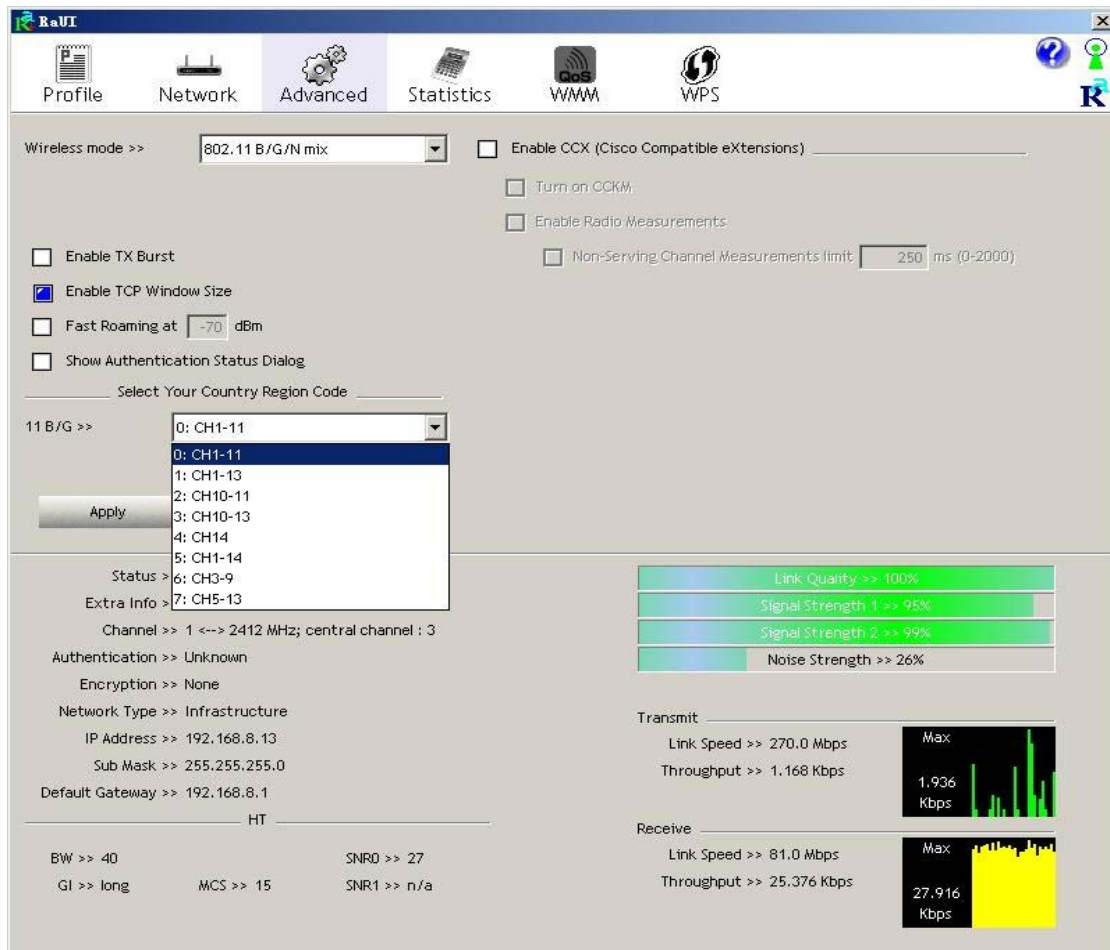 RaUI
Profile Network Advanced Statistics QoS WMM WPS
Wireless mode >> 802.11 B/G/N mix
Enable CCX (Cisco Compatible eXtensions)
Turn on CCKM
Enable Radio Measurements
Non-Serving Channel Measurements limit 250 ms (0-2000)
Enable TX Burst
Enable TCP Window Size
Fast Roaming at -70 dBm
Show Authentication Status Dialog
Select Your Country Region Code
11 B/G >> 0: CH1-11
0: CH1-11
1: CH1-13
2: CH10-11
3: CH10-13
4: CH14
5: CH1-14
6: CH3-9
7: CH5-13
Apply
Status >
Extra Info >
Channel >> 1 <--> 2412 MHz; central channel : 3
Authentication >> Unknown
Encryption >> None
Network Type >> Infrastructure
IP Address >> 192.168.8.13
Sub Mask >> 255.255.255.0
Default Gateway >> 192.168.8.1
HT
BW >> 40 SNR0 >> 27
GI >> long MCS >> 15 SNR1 >> n/a
Link Quality >> 100%
Signal Strength 1 >> 95%
Signal Strength 2 >> 99%
Noise Strength >> 26%
Transmit
Link Speed >> 270.0 Mbps
Throughput >> 1.168 Kbps
Max
1.936
Kbps
Receive
Link Speed >> 81.0 Mbps
Throughput >> 25.376 Kbps
Max
27.916
Kbps